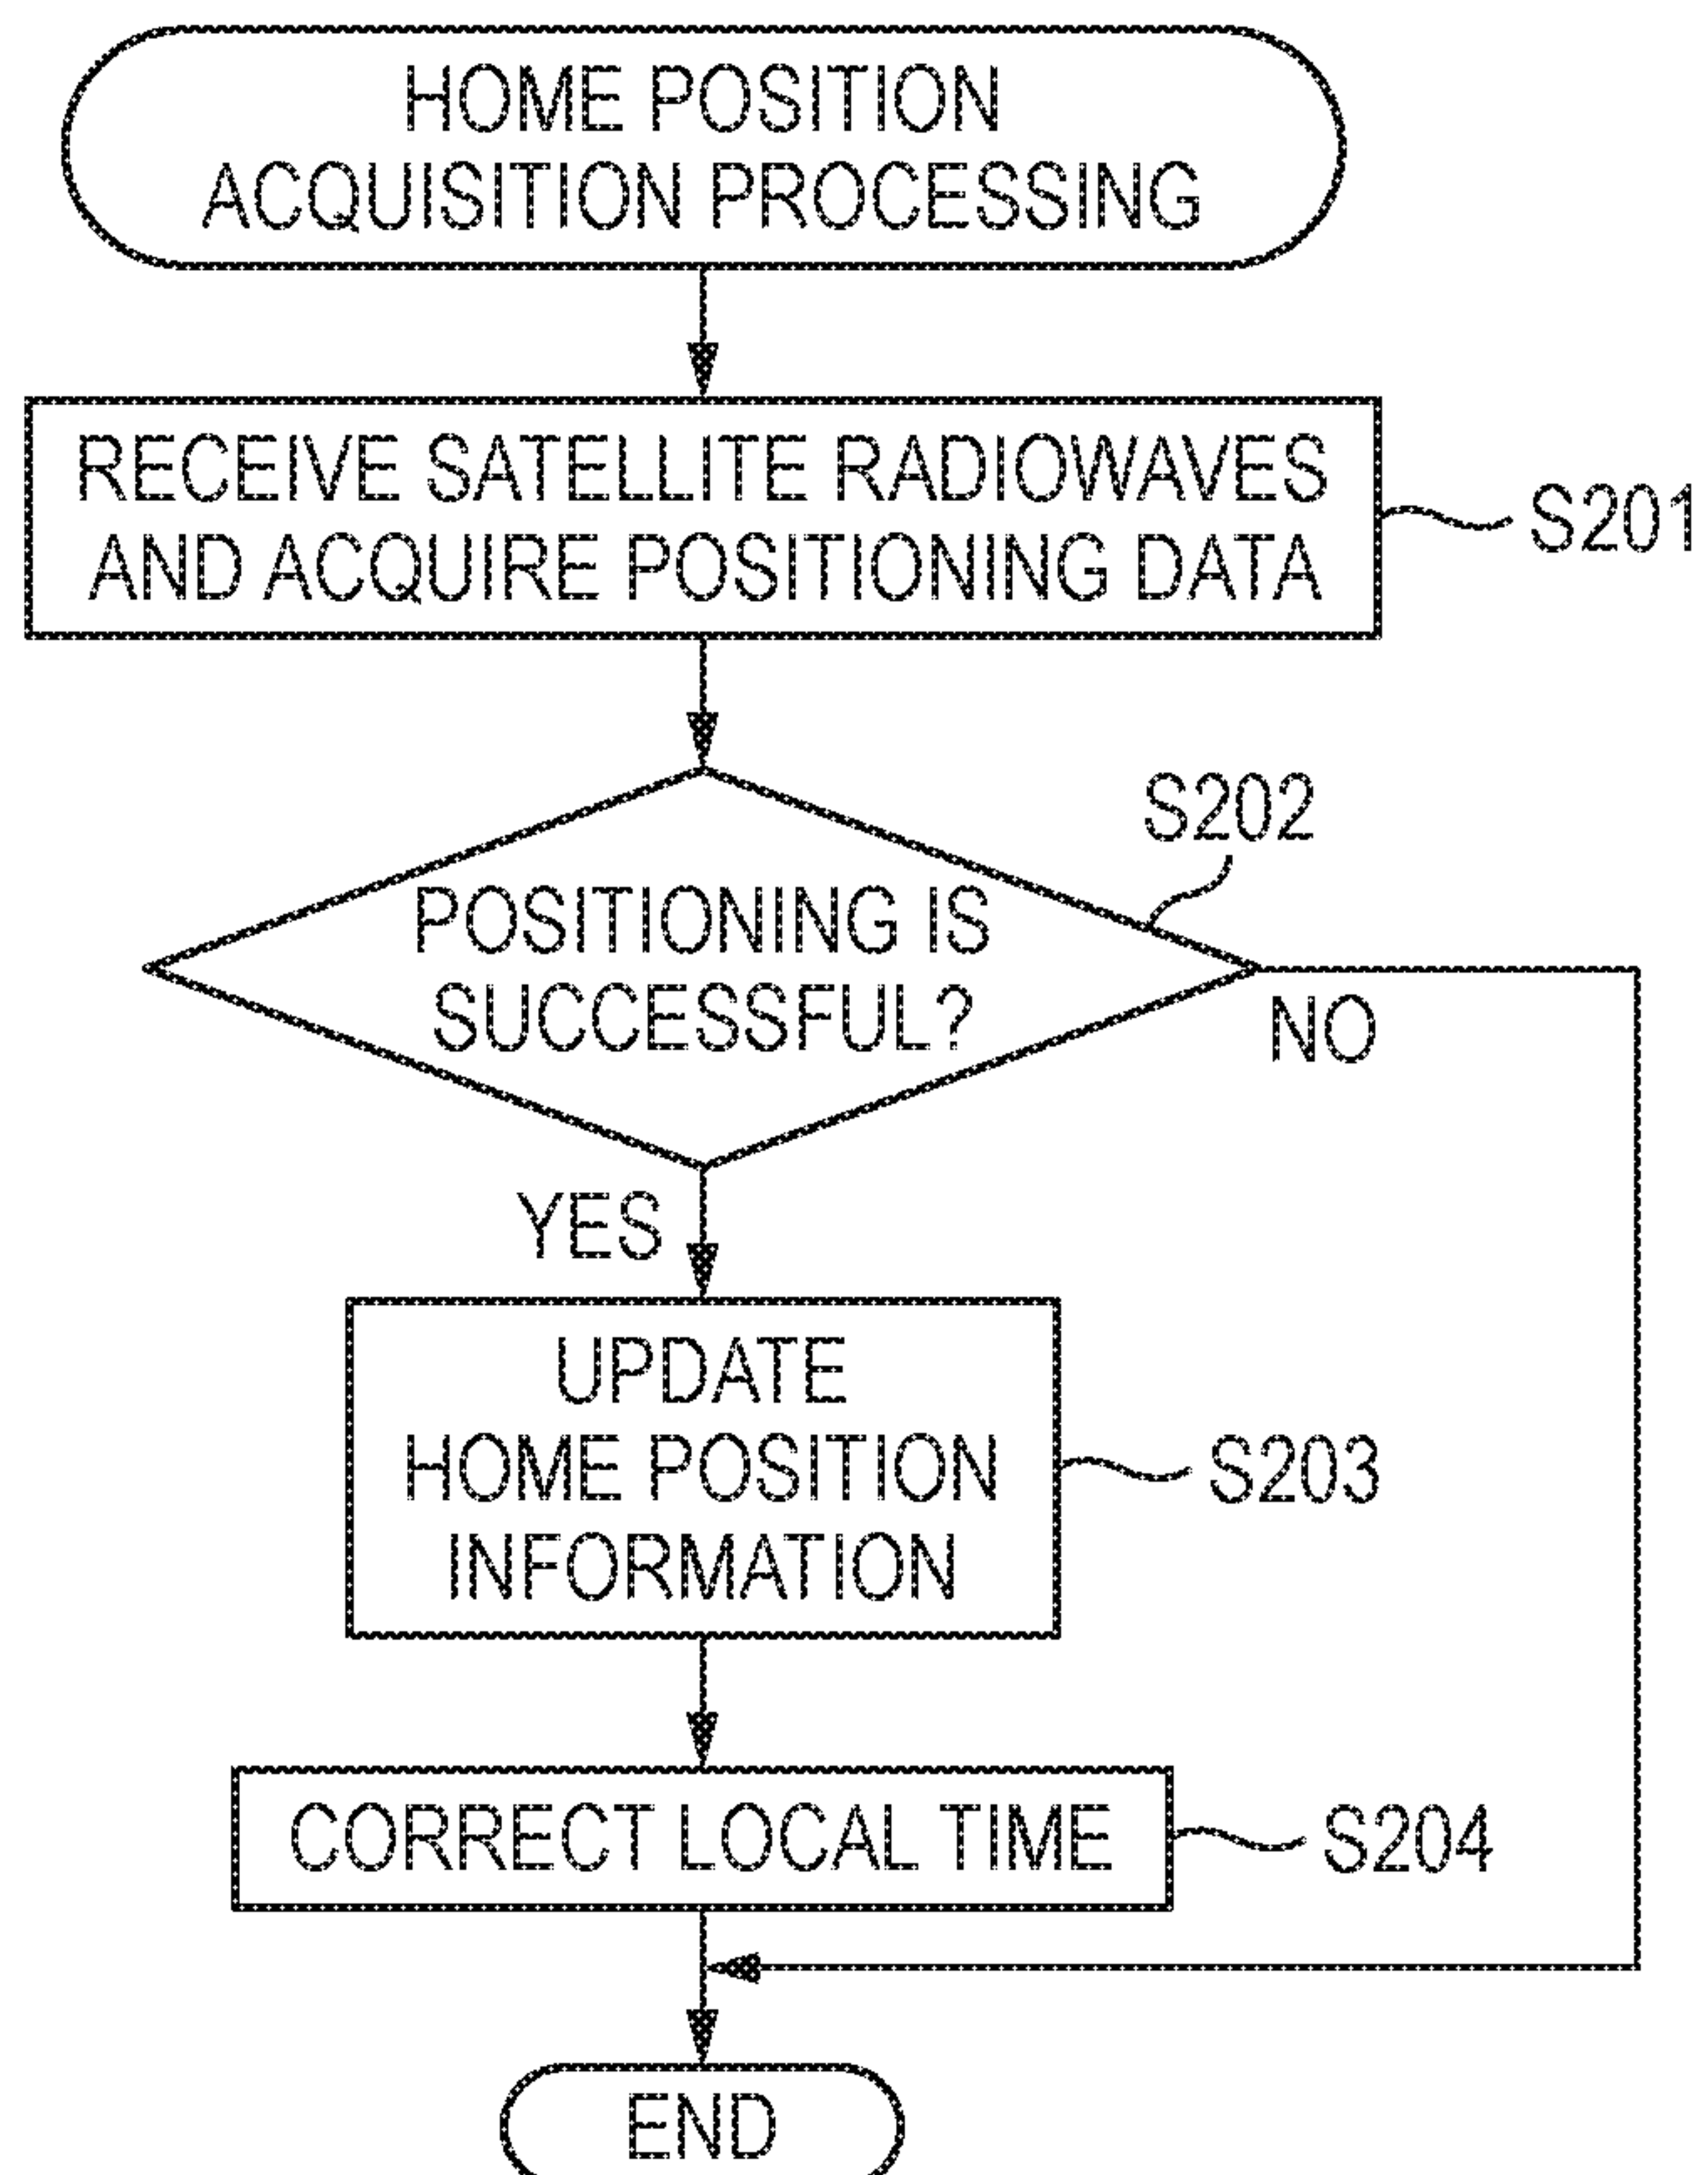 HOME POSITION
ACQUISITION PROCESSING
RECEIVE SATELLITE RADIOWAVES
AND ACQUIRE POSITIONING DATA
S201
S202
POSITIONING IS
SUCCESSFUL?
NO
YES
UPDATE
HOME POSITION
INFORMATION
S203
CORRECT LOCAL TIME
S204
END